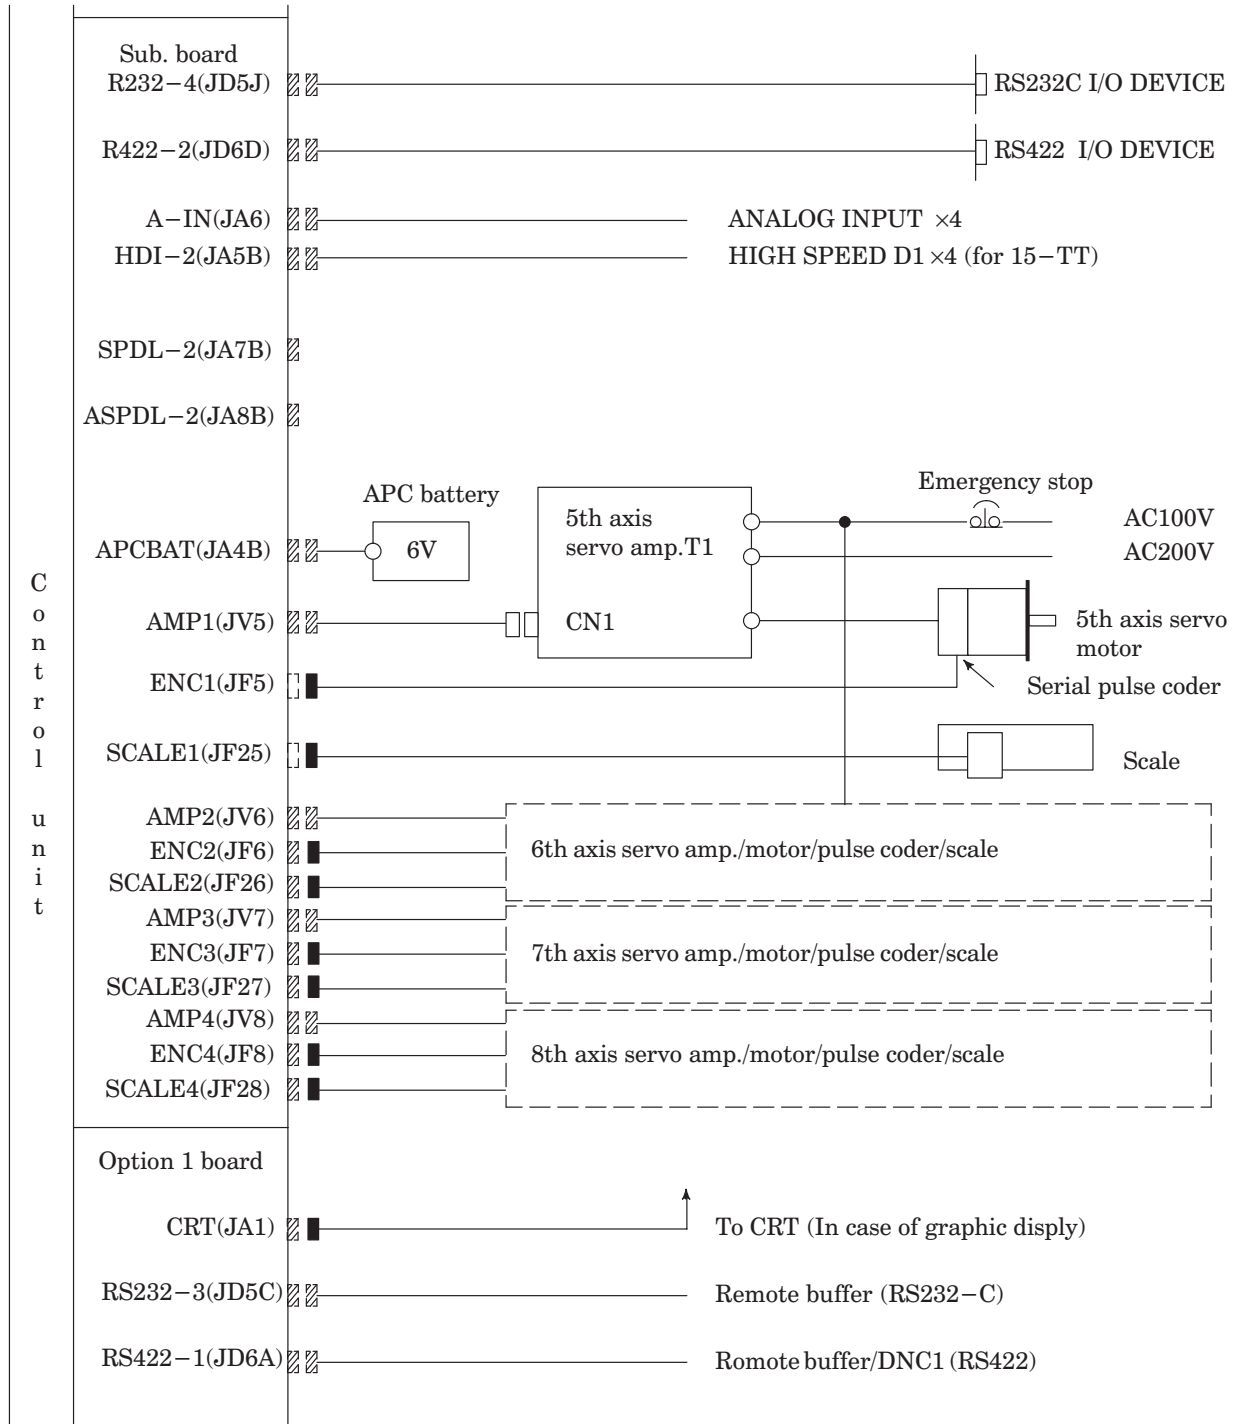 Control unit
Sub. board
R232−4(JD5J)
RS232C I/O DEVICE
R422−2(JD6D)
RS422 I/O DEVICE
A−IN(JA6)
ANALOG INPUT ×4
HDI−2(JA5B)
HIGH SPEED D1 ×4 (for 15−TT)
SPDL−2(JA7B)
ASPDL−2(JA8B)
APCBAT(JA4B)
APC battery
6V
5th axis
servo amp.T1
CN1
Emergency stop
AC100V
AC200V
AMP1(JV5)
5th axis servo
motor
ENC1(JF5)
Serial pulse coder
SCALE1(JF25)
Scale
AMP2(JV6)
ENC2(JF6)
6th axis servo amp./motor/pulse coder/scale
SCALE2(JF26)
AMP3(JV7)
ENC3(JF7)
7th axis servo amp./motor/pulse coder/scale
SCALE3(JF27)
AMP4(JV8)
ENC4(JF8)
8th axis servo amp./motor/pulse coder/scale
SCALE4(JF28)
Option 1 board
CRT(JA1)
To CRT (In case of graphic disply)
RS232−3(JD5C)
Remote buffer (RS232−C)
RS422−1(JD6A)
Romote buffer/DNC1 (RS422)